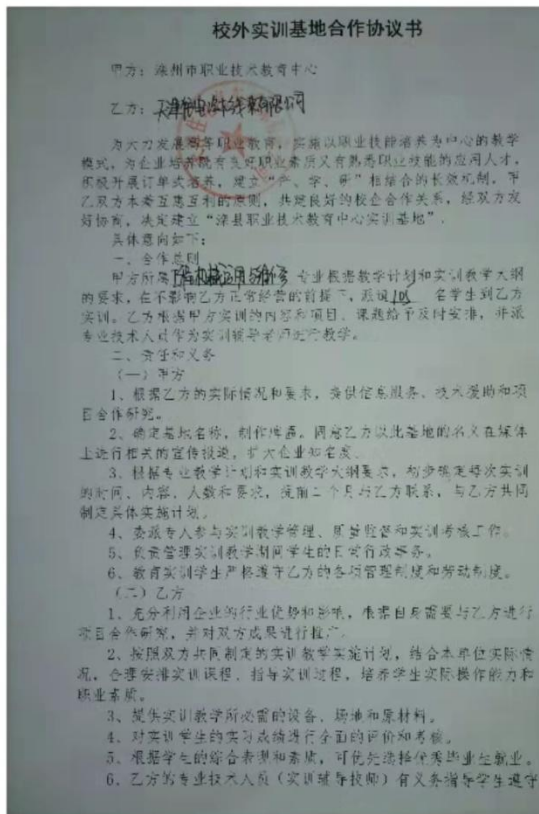 校外实训基地合作协议书
甲方：滦州市职业技术教育中心
乙方：天津 线束有限公司
为大力发展高等职业教育，实施以职业技能培养为中心的教学
模式，为企业培养既有良好职业素质又有熟悉职业技能的应用人才，
积极开展订单式培养，建立“产、学、研”相结合的长效机制，甲
乙双方本着互惠互利的原则，共建良好的校企合作关系，经双方友
好协商，决定建立“滦县职业技术教育中心实训基地”．
具体意向如下：
一、合作总则
甲方所属 工程机械运用与维修 专业根据教学计划和实训教学大纲
的要求，在不影响乙方正常经营的前提下，派遣 105 名学生到乙方
实训。乙方根据甲方实训的内容和项目、课题给予及时安排，并派
专业技术人员作为实训辅导老师进行教学。
二、责任和义务
（一）甲方
1、根据乙方的实际情况和要求，提供信息服务、技术援助和项
目合作研究。
2、确定基地名称，制作牌匾。同意乙方以此基地的名义在媒体
上进行相关的宣传报道，扩大企业知名度。
3、根据专业教学计划和实训教学大纲要求，初步确定每次实训
的时间、内容、人数和要求，提前二个月与乙方联系，与乙方共同
制定具体实施计划。
4、委派专人参与实训教学管理、质量监督和实训考核工作。
5、负责管理实训教学期间学生的日常行政事务。
6、教育实训学生严格遵守乙方的各项管理制度和劳动制度。
（二）乙方
1、充分利用企业的行业优势和影响，根据自身需要与乙方进行
项目合作研究，并对双方成果进行推广．
2、按照双方共同制定的实训教学实施计划，结合本单位实际情
况，合理安排实训课程、指导实训过程，培养学生实际操作能力和
职业素质。
3、提供实训教学所必需的设备、场地和原材料。
4、对实训学生的实习成绩进行全面的评价和考核。
5、根据学生的综合表现和素质，可优先选择优秀毕业生就业。
6、乙方的专业技术人员（实训辅导技师）有义务指导学生遵守